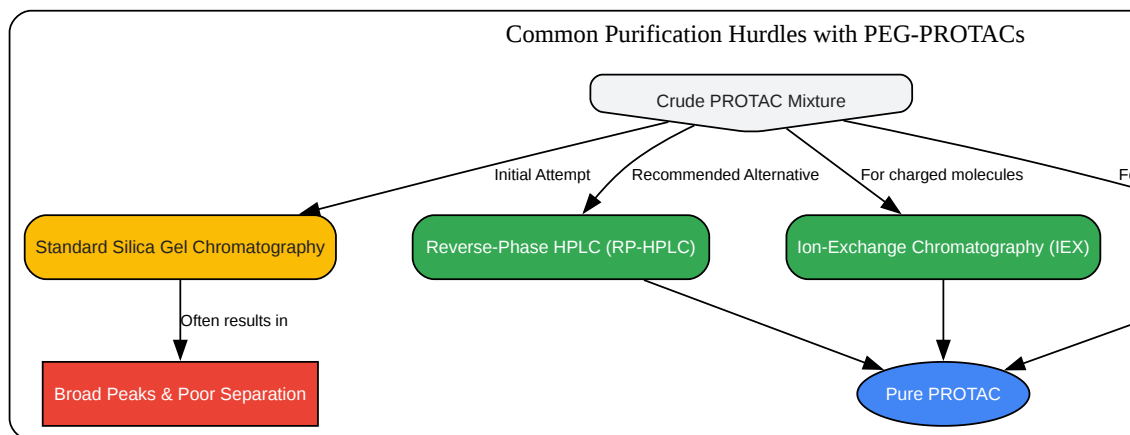 Common Purification Hurdles with PEG-PROTACs
Crude PROTAC Mixture
Initial Attempt
Recommended Alternative
For charged molecules
Standard Silica Gel Chromatography
Reverse-Phase HPLC (RP-HPLC)
Ion-Exchange Chromatography (IEX)
Often results in
Broad Peaks & Poor Separation
Pure PROTAC